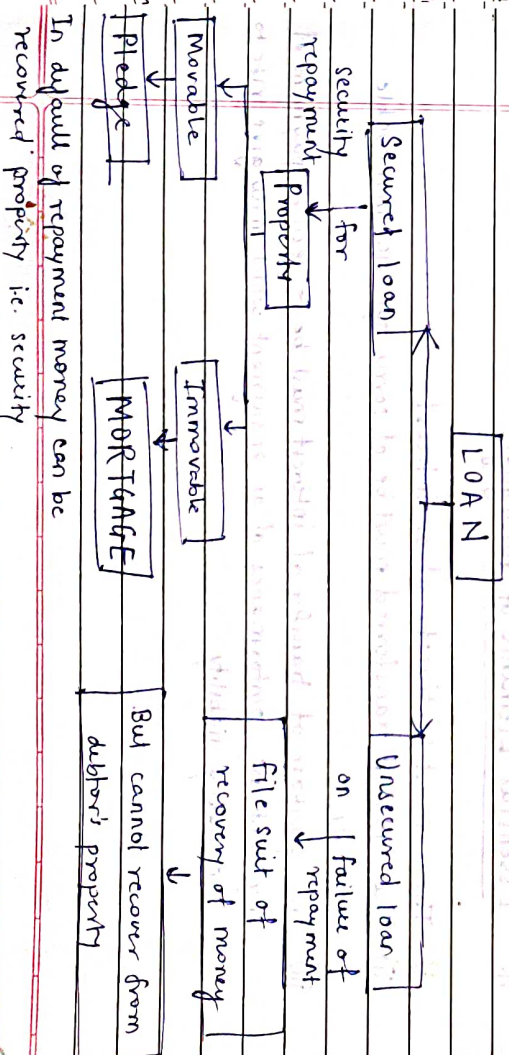 LOAN
Secured loan
Unsecured loan
security for
repayment
on failure of
repayment
property
file suit of
recovery of money
Movable
Immovable
Pledge
MORTGAGE
But cannot recover from
debtor's property
In default of repayment money can be
recovered property i.e. security